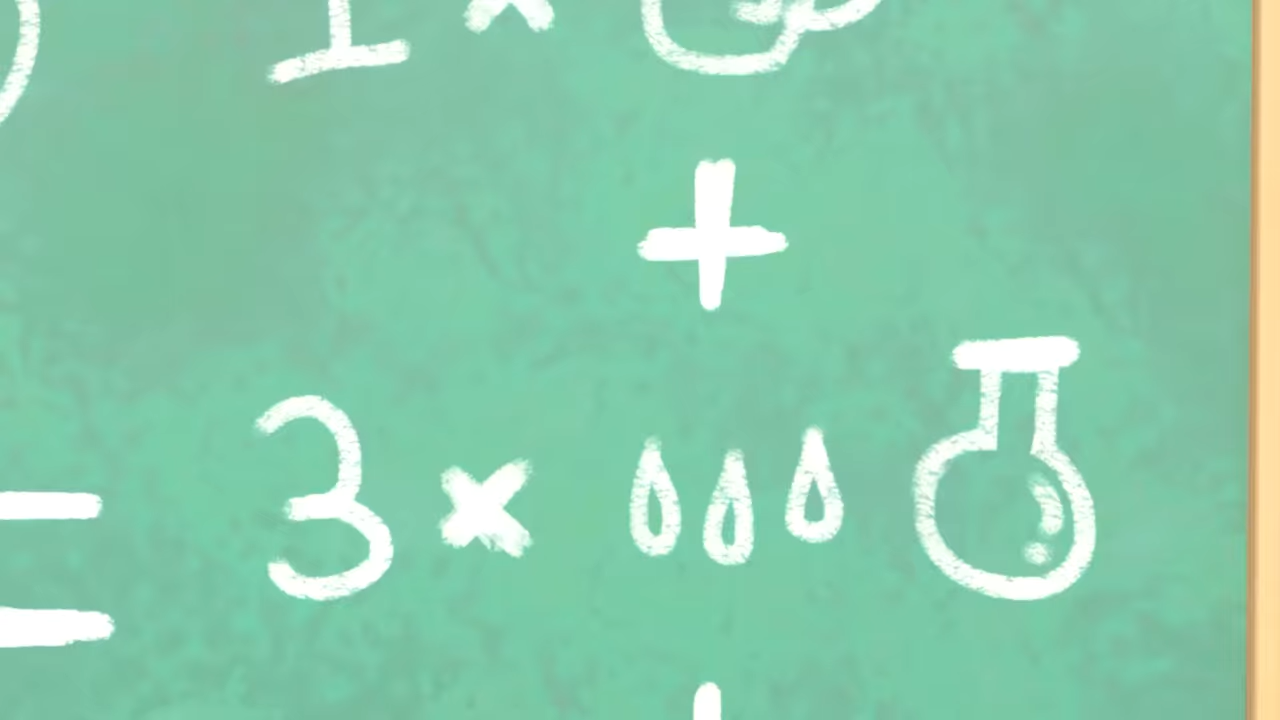 1 ×
+
= 3 ×